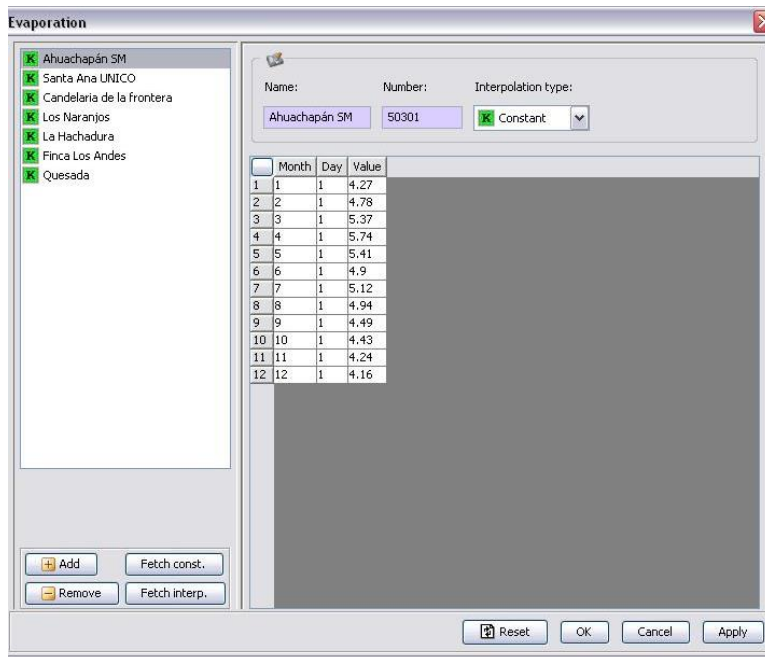 Evaporation
K Ahuachapán SM
K Santa Ana UNICO
K Candelaria de la frontera
K Los Naranjos
K La Hachadura
K Finca Los Andes
K Quesada
Add Fetch const.
Remove Fetch interp.
Name: Number: Interpolation type:
Ahuachapán SM 50301 K Constant
Month Day Value
1 1 1 4.27
2 2 1 4.78
3 3 1 5.37
4 4 1 5.74
5 5 1 5.41
6 6 1 4.9
7 7 1 5.12
8 8 1 4.94
9 9 1 4.49
10 10 1 4.43
11 11 1 4.24
12 12 1 4.16
Reset OK Cancel Apply